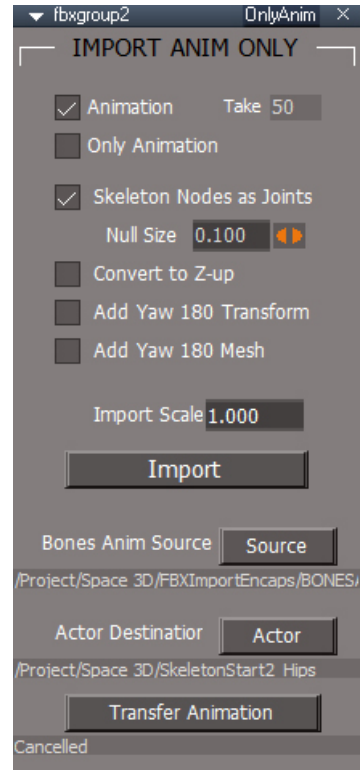 fbxgroup2 OnlyAnim ×
IMPORT ANIM ONLY
Animation Take 50
Only Animation
Skeleton Nodes as Joints
Null Size 0.100
Convert to Z-up
Add Yaw 180 Transform
Add Yaw 180 Mesh
Import Scale 1.000
Import
Bones Anim Source Source
/Project/Space 3D/FBXImportEncaps/BONES/
Actor Destinatior Actor
/Project/Space 3D/SkeletonStart2 Hips
Transfer Animation
Cancelled